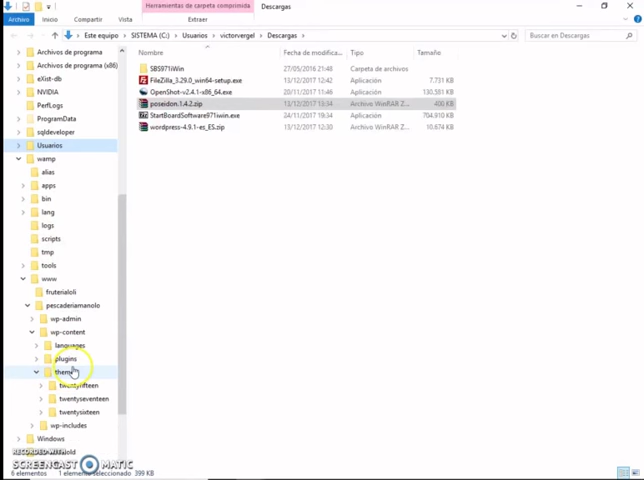 Herramientas de carpeta comprimida
Descargas
Archivo Inicio Compartir Vista Extraer
Este equipo › SISTEMA (C:) › Usuarios › victorvergel › Descargas
Buscar en Descargas
Nombre Fecha de modifica... Tipo Tamaño
SBS971iWin 27/05/2016 21:48 Carpeta de archivos
FileZilla_3.29.0_win64-setup.exe 13/12/2017 12:42 Aplicación 7.731 KB
OpenShot-v2.4.1-x86_64.exe 20/11/2017 13:41 Aplicación 130.581 KB
poseidon.1.4.2.zip 13/12/2017 13:34 Archivo WinRAR Z... 400 KB
StartBoardSoftware971iwin.exe 24/11/2017 13:34 Aplicación 704.910 KB
wordpress-4.9.1-es_ES.zip 15/12/2017 12:30 Archivo WinRAR Z... 10.674 KB
Archivos de programa
Archivos de programa (x86)
eXist-db
NVIDIA
PerfLogs
ProgramData
sqldeveloper
Usuarios
wamp
alias
apps
bin
lang
logs
scripts
tmp
tools
www
fruterialoli
pescaderiamanolo
wp-admin
wp-content
languages
plugins
twentyfifteen
twentyseventeen
twentysixteen
wp-includes
Windows
RECORDED WITH
SCREENCAST MATIC
6 elementos 1 elemento seleccionado 399 KB